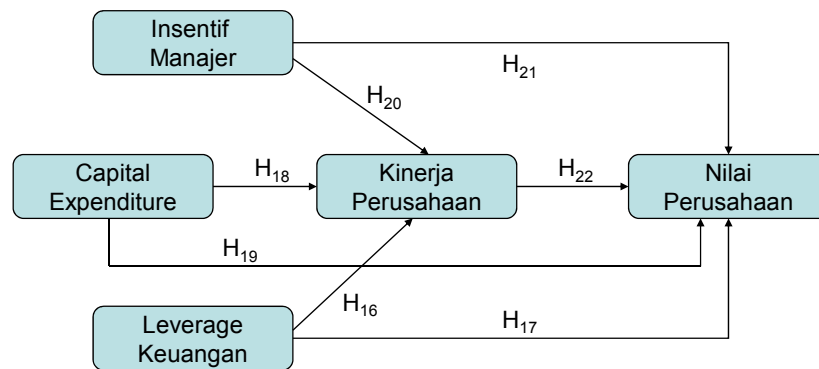 Insentif
Manajer
H21
H20
Capital
Expenditure
H18
Kinerja
Perusahaan
H22
Nilai
Perusahaan
H19
H16
Leverage
Keuangan
H17